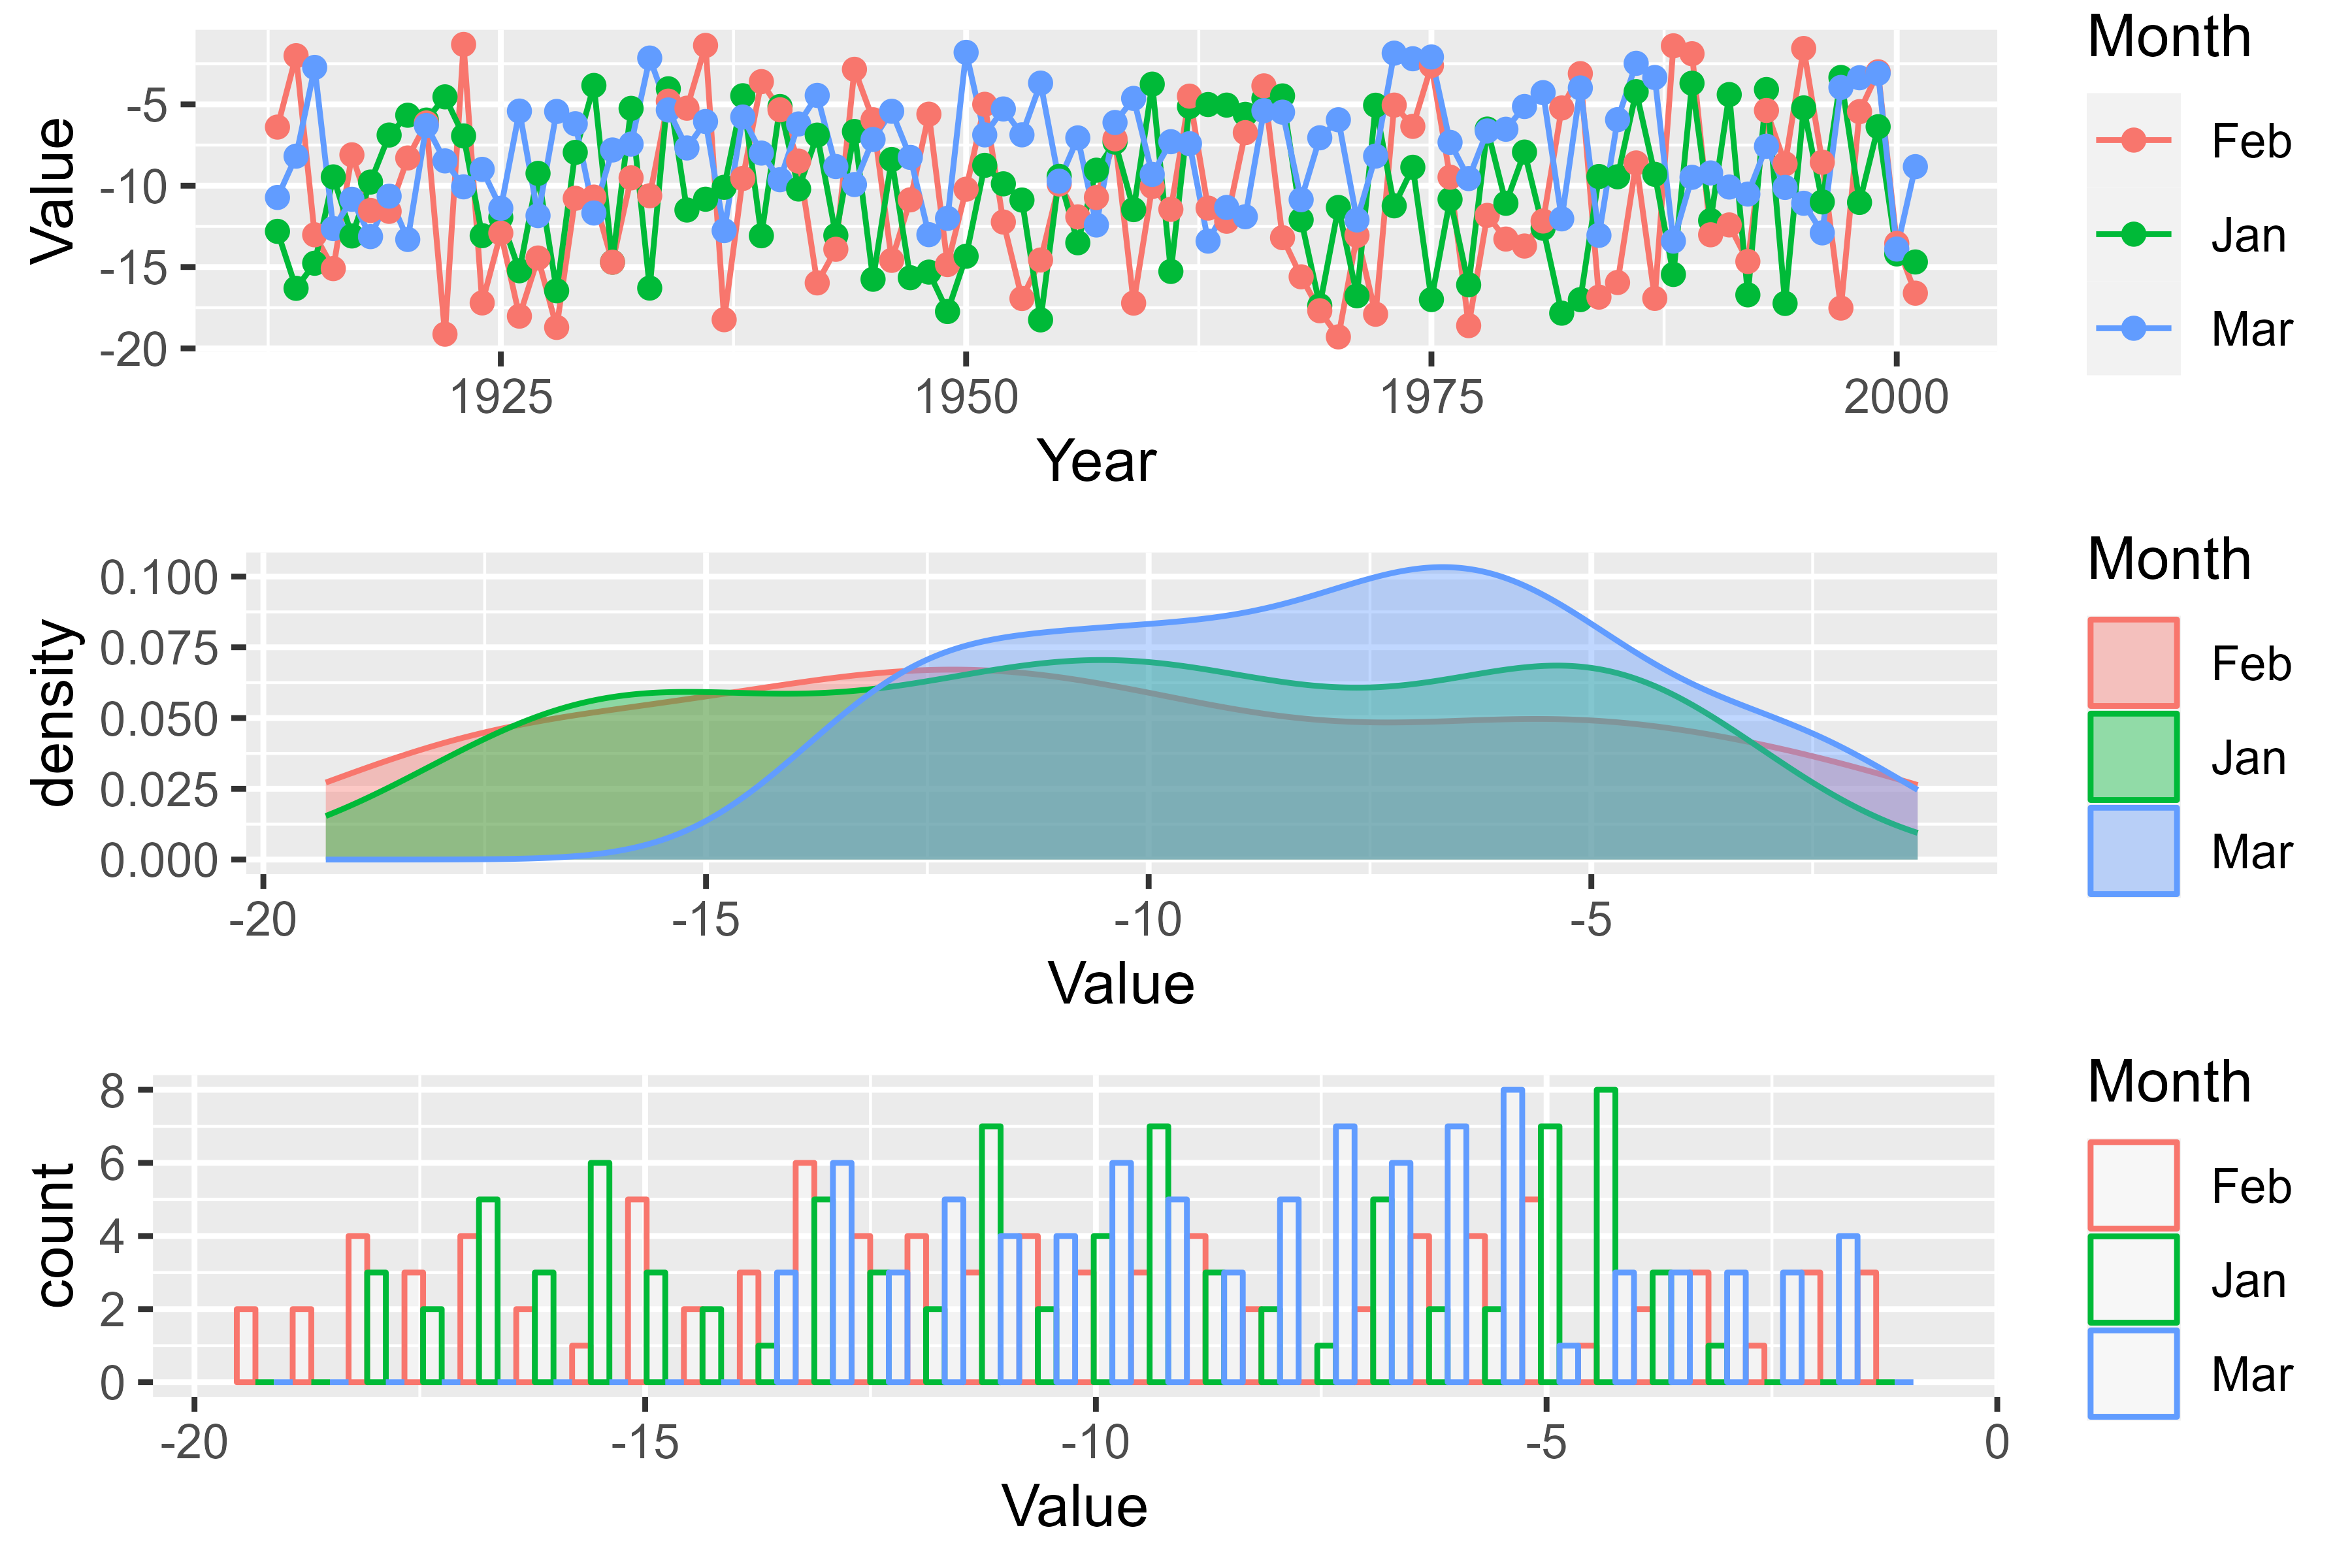 Value
-5
-10
-15
-20
1925 1950 1975 2000
Year
Month
Feb
Jan
Mar
density
0.100
0.075
0.050
0.025
0.000
-20 -15 -10 -5
Value
Month
Feb
Jan
Mar
count
8
6
4
2
0
-20 -15 -10 -5 0
Value
Month
Feb
Jan
Mar